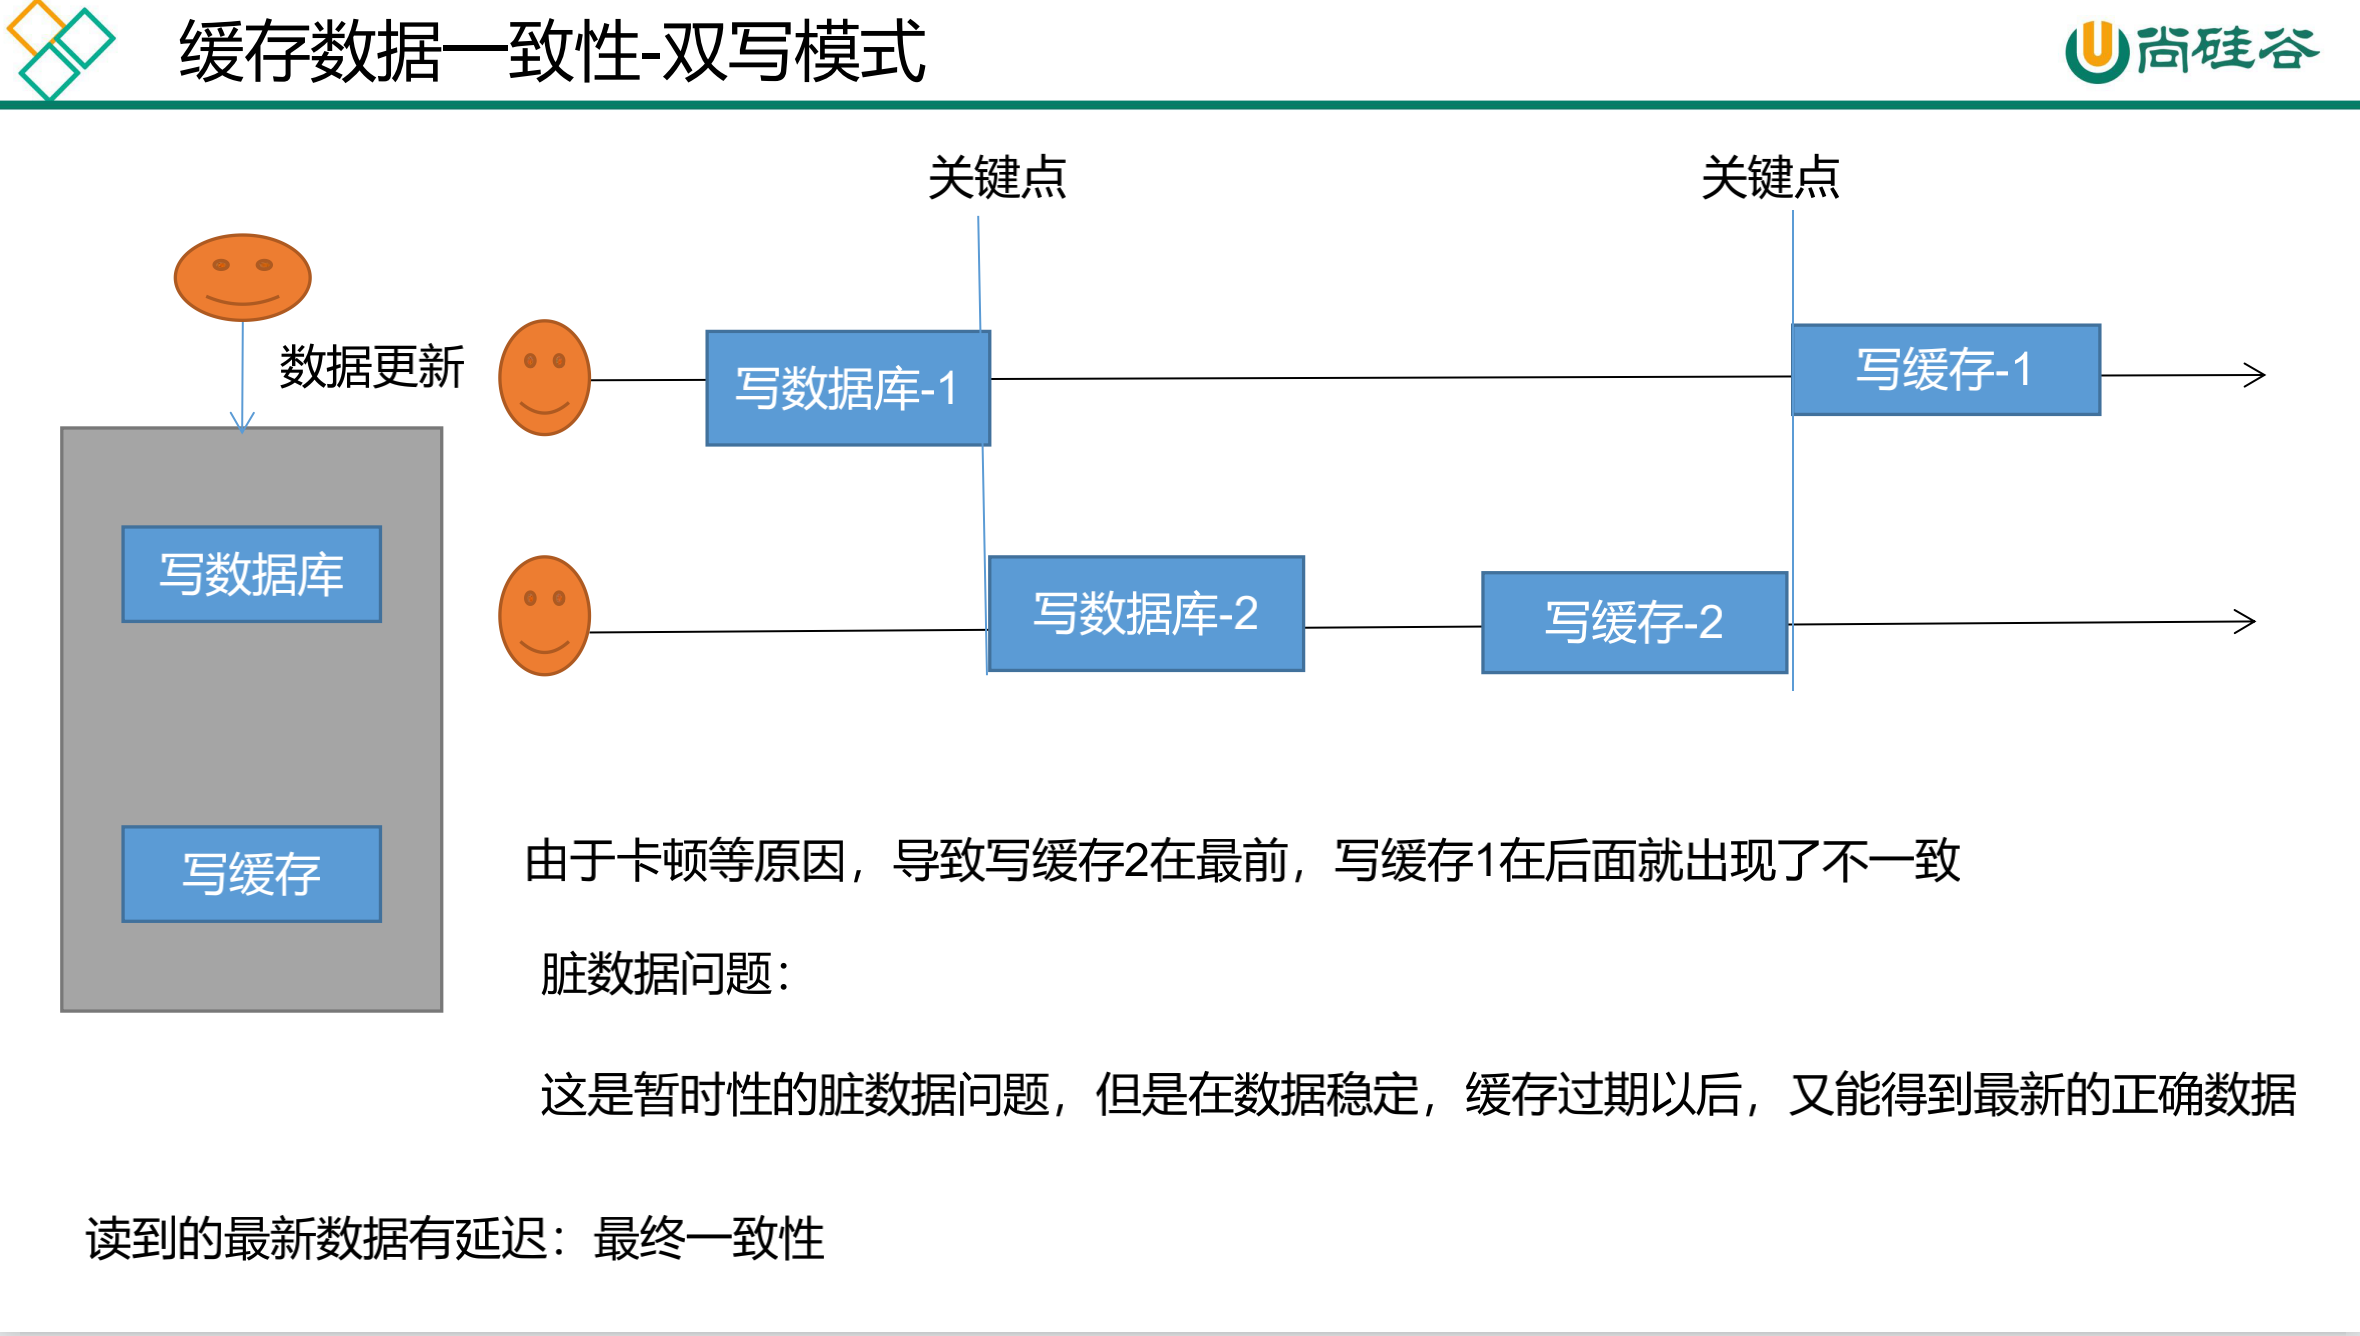 缓存数据一致性-双写模式
尚硅谷
关键点
关键点
数据更新
写数据库-1
写缓存-1
写数据库
写数据库-2
写缓存-2
写缓存
由于卡顿等原因，导致写缓存2在最前，写缓存1在后面就出现了不一致
脏数据问题：
这是暂时性的脏数据问题，但是在数据稳定，缓存过期以后，又能得到最新的正确数据
读到的最新数据有延迟：最终一致性